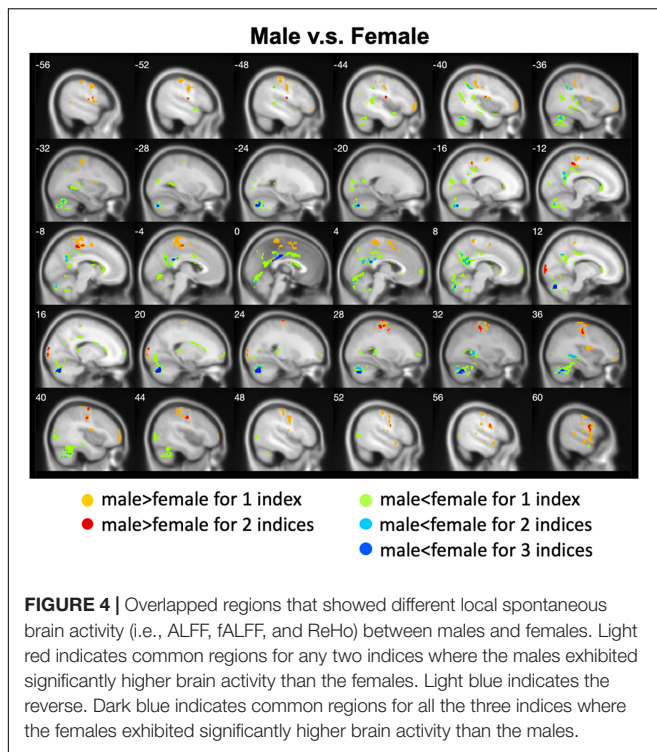 Male v.s. Female
-56 -52 -48 -44 -40 -36
-32 -28 -24 -20 -16 -12
-8 -4 0 4 8 12
16 20 24 28 32 36
40 44 48 52 56 60
male>female for 1 index male<female for 1 index
male>female for 2 indices male<female for 2 indices
male<female for 3 indices
FIGURE 4 | Overlapped regions that showed different local spontaneous
brain activity (i.e., ALFF, fALFF, and ReHo) between males and females. Light
red indicates common regions for any two indices where the males exhibited
significantly higher brain activity than the females. Light blue indicates the
reverse. Dark blue indicates common regions for all the three indices where
the females exhibited significantly higher brain activity than the males.